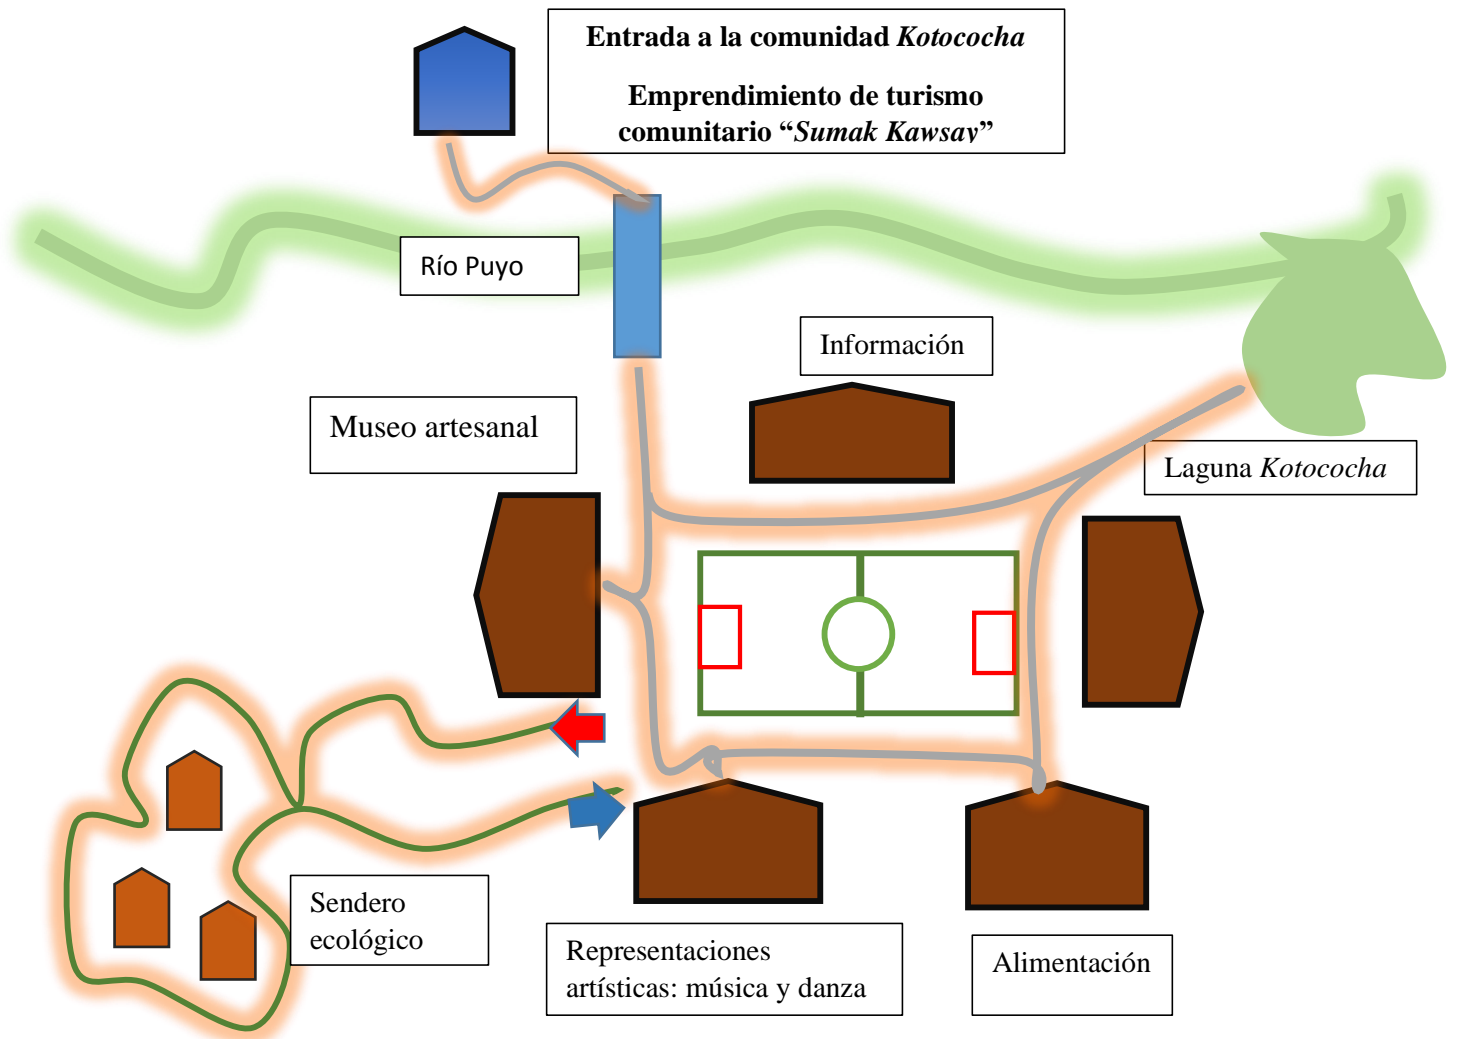 Entrada a la comunidad Kotococha
Emprendimiento de turismo
comunitario “Sumak Kawsay”
Río Puyo
Información
Museo artesanal
Laguna Kotococha
Sendero
ecológico
Representaciones
artísticas: música y danza
Alimentación